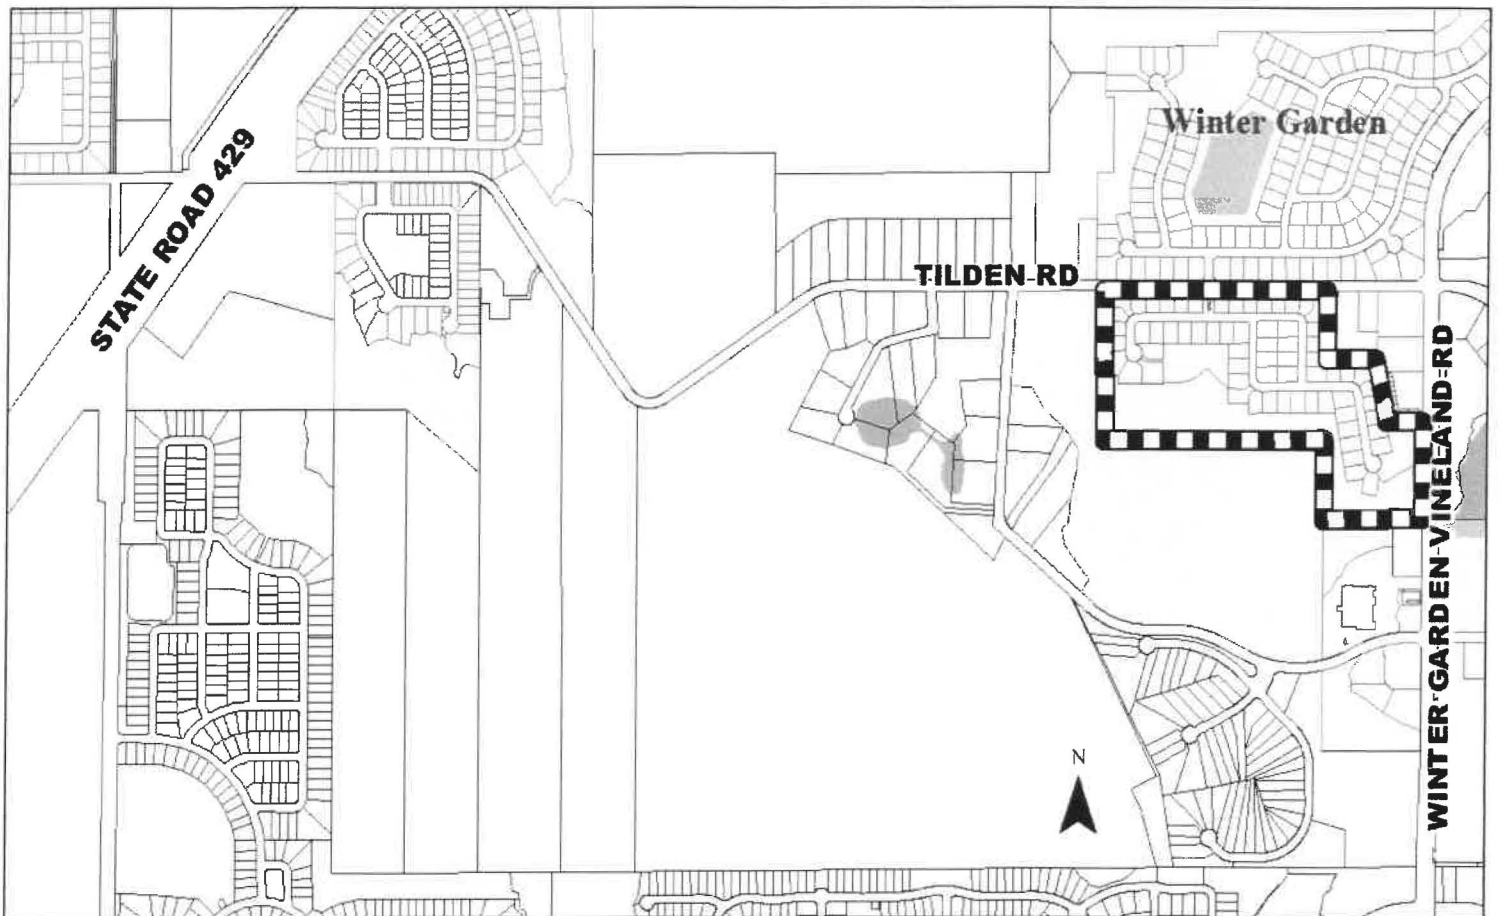 Winter Garden
STATE ROAD 429
TILDEN-RD
WINTER-GARDEN-VINELAND-RD
N